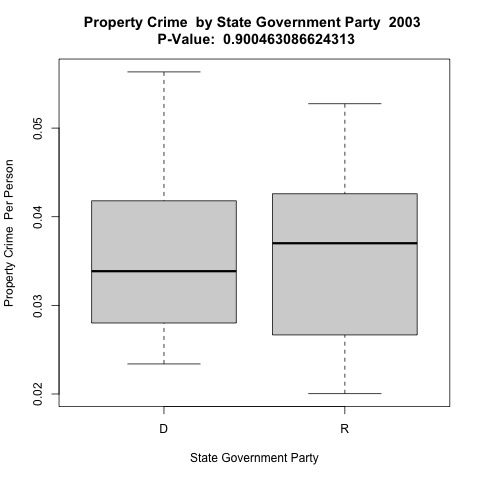 Property Crime  by State Government Party  2003
P-Value:  0.900463086624313
Property Crime  Per Person
0.05
0.04
0.03
0.02
D
R
State Government Party